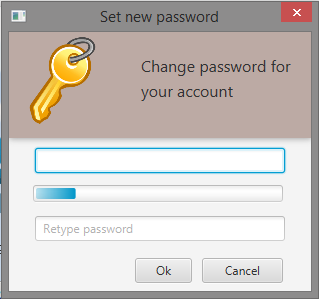 Set new password
Change password for
your account
Retype password
Ok
Cancel